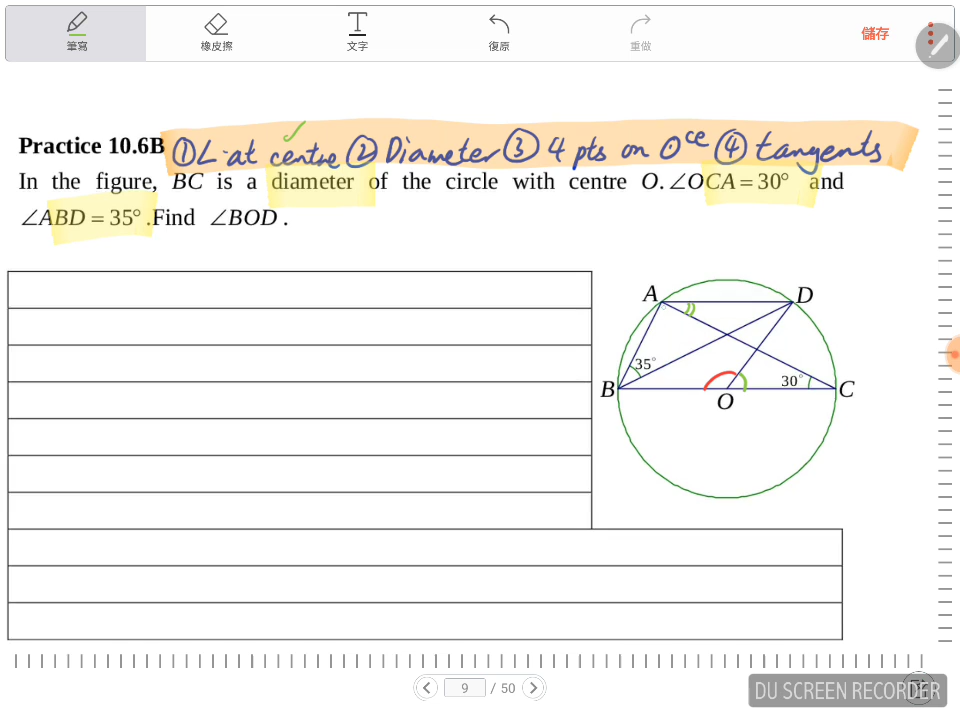 筆寫 橡皮擦 文字 復原 重做 儲存
Practice 10.6B ①∠ at centre ② Diameter ③ 4 pts on ⊙ce ④ tangents
In the figure, BC is a diameter of the circle with centre O. ∠OCA = 30° and
∠ABD = 35° .Find ∠BOD .
A D
35°
B 30° C
O
9 / 50
DU SCREEN RECORDER